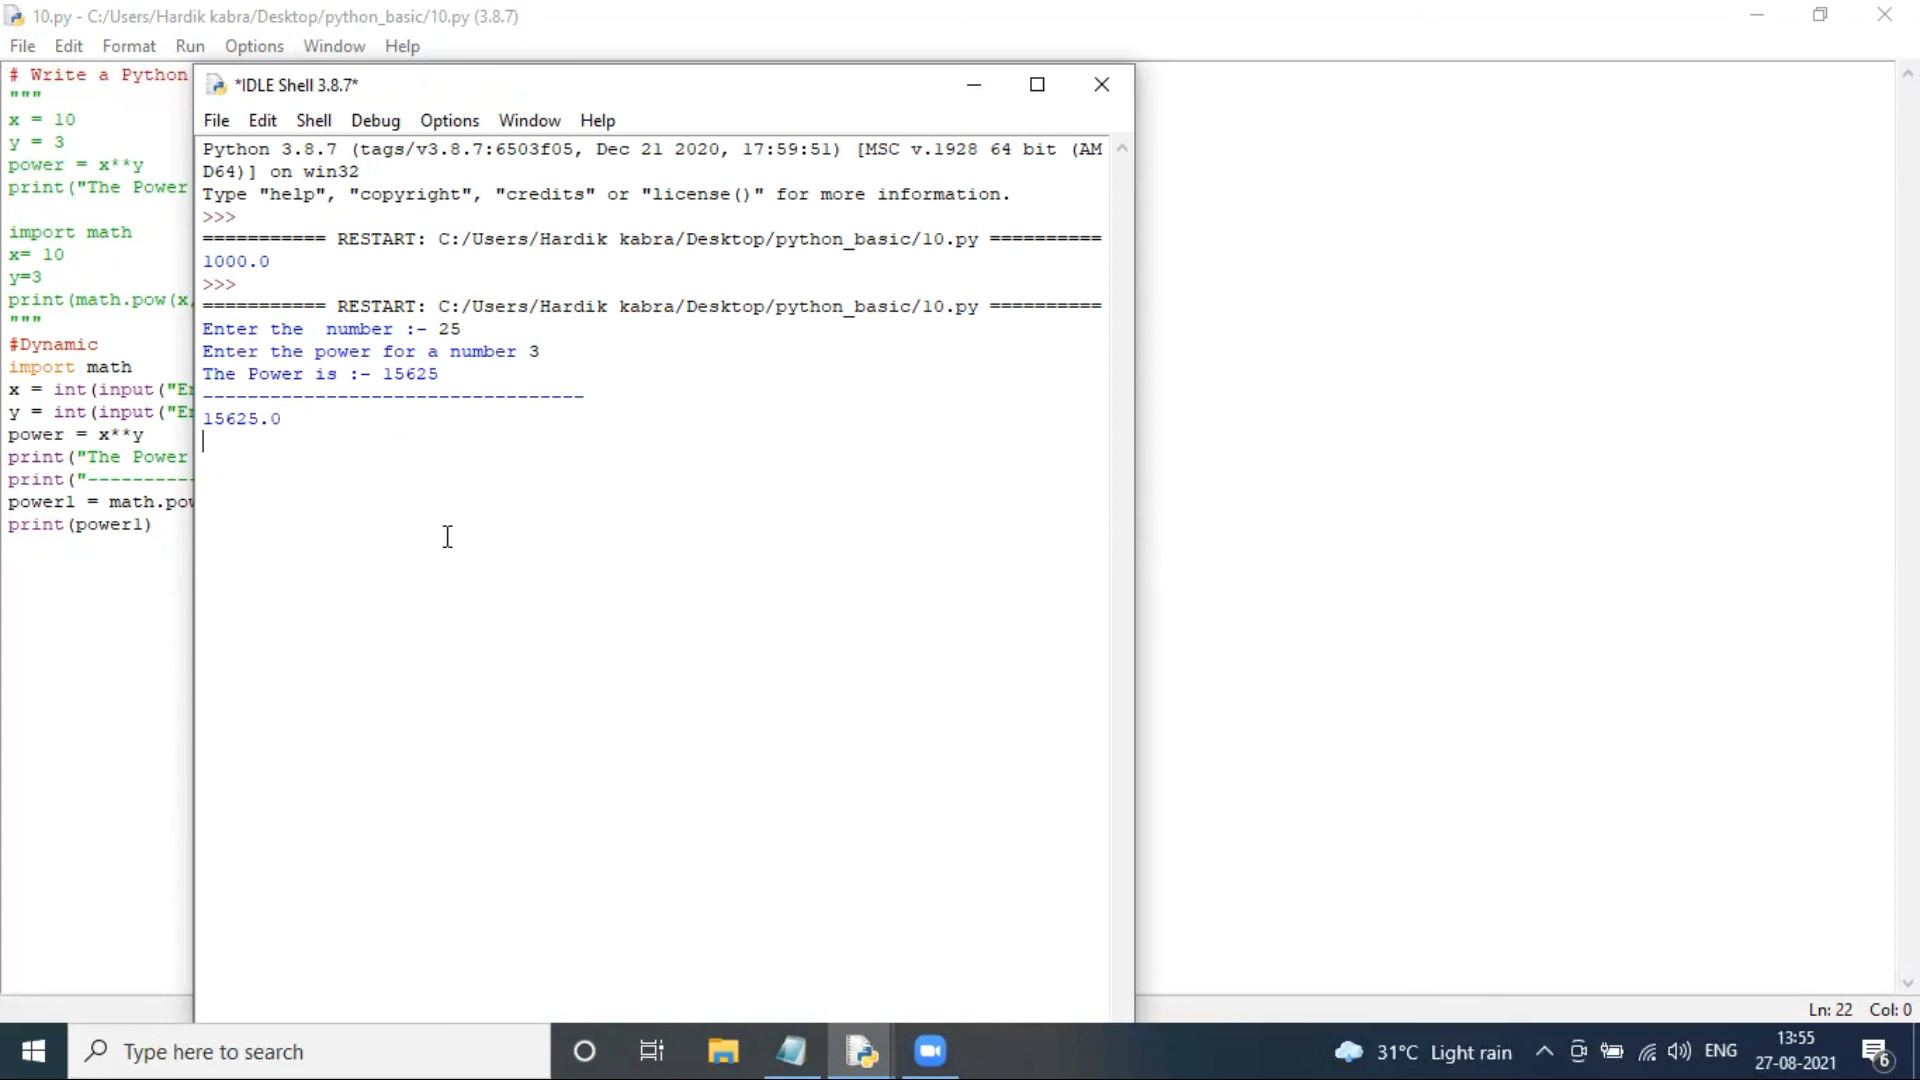 10.py - C:/Users/Hardik kabra/Desktop/python_basic/10.py (3.8.7)
File Edit Format Run Options Window Help
# Write a Python
"""
x = 10
y = 3
power = x**y
print("The Power
import math
x= 10
y=3
print(math.pow(x,
"""
#Dynamic
import math
x = int(input("En
y = int(input("En
power = x**y
print("The Power
print("----------
power1 = math.pow
print(power1)
*IDLE Shell 3.8.7*
File Edit Shell Debug Options Window Help
Python 3.8.7 (tags/v3.8.7:6503f05, Dec 21 2020, 17:59:51) [MSC v.1928 64 bit (AM
D64)] on win32
Type "help", "copyright", "credits" or "license()" for more information.
>>>
=========== RESTART: C:/Users/Hardik kabra/Desktop/python_basic/10.py ==========
1000.0
>>>
=========== RESTART: C:/Users/Hardik kabra/Desktop/python_basic/10.py ==========
Enter the  number :- 25
Enter the power for a number 3
The Power is :- 15625
----------------------------------
15625.0
Ln: 22 Col: 0
Type here to search
31°C Light rain
ENG
13:55
27-08-2021
6